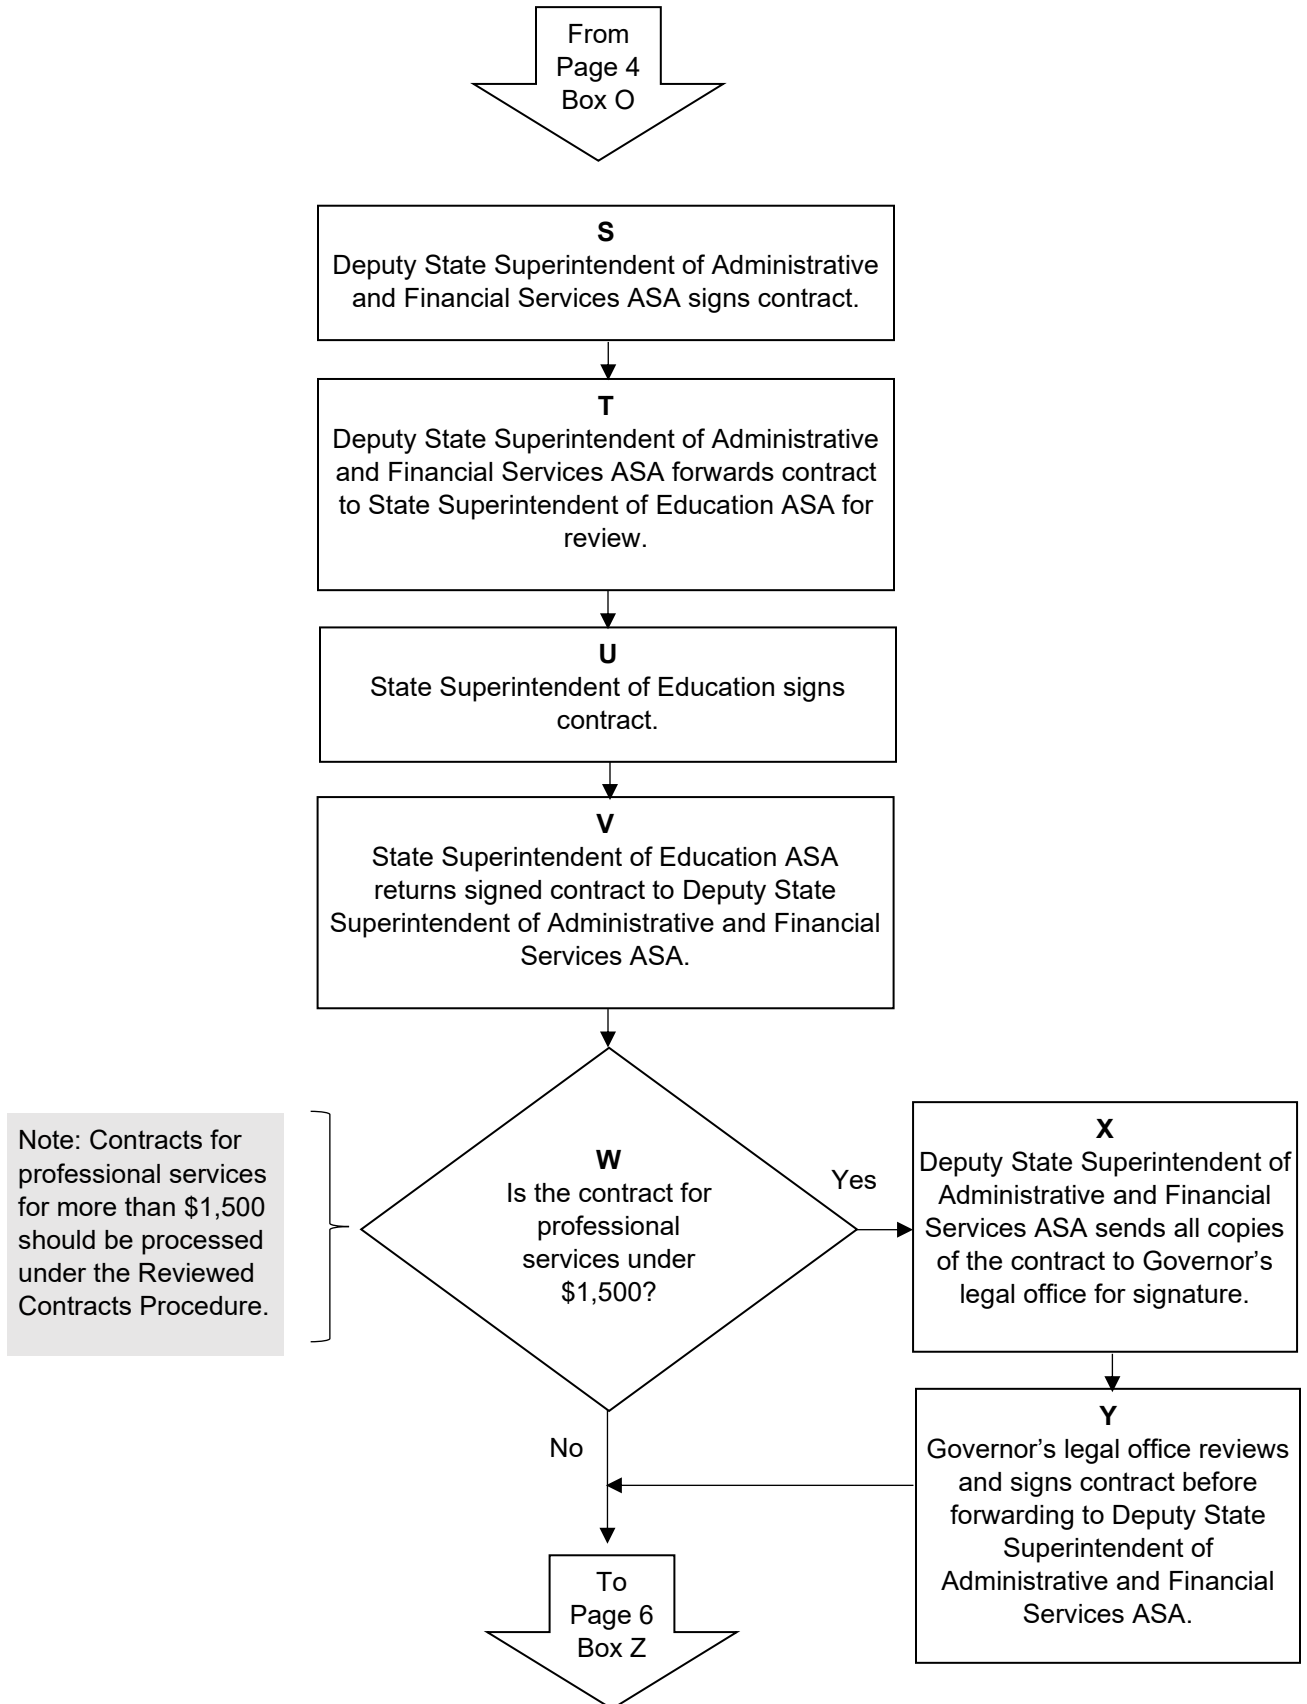 From
Page 4
Box O
S
Deputy State Superintendent of Administrative
and Financial Services ASA signs contract.
T
Deputy State Superintendent of Administrative
and Financial Services ASA forwards contract
to State Superintendent of Education ASA for
review.
U
State Superintendent of Education signs
contract.
V
State Superintendent of Education ASA
returns signed contract to Deputy State
Superintendent of Administrative and Financial
Services ASA.
Note: Contracts for
professional services
for more than $1,500
should be processed
under the Reviewed
Contracts Procedure.
W
Is the contract for
professional
services under
$1,500?
Yes
X
Deputy State Superintendent of
Administrative and Financial
Services ASA sends all copies
of the contract to Governor’s
legal office for signature.
No
Y
Governor’s legal office reviews
and signs contract before
forwarding to Deputy State
Superintendent of
Administrative and Financial
Services ASA.
To
Page 6
Box Z